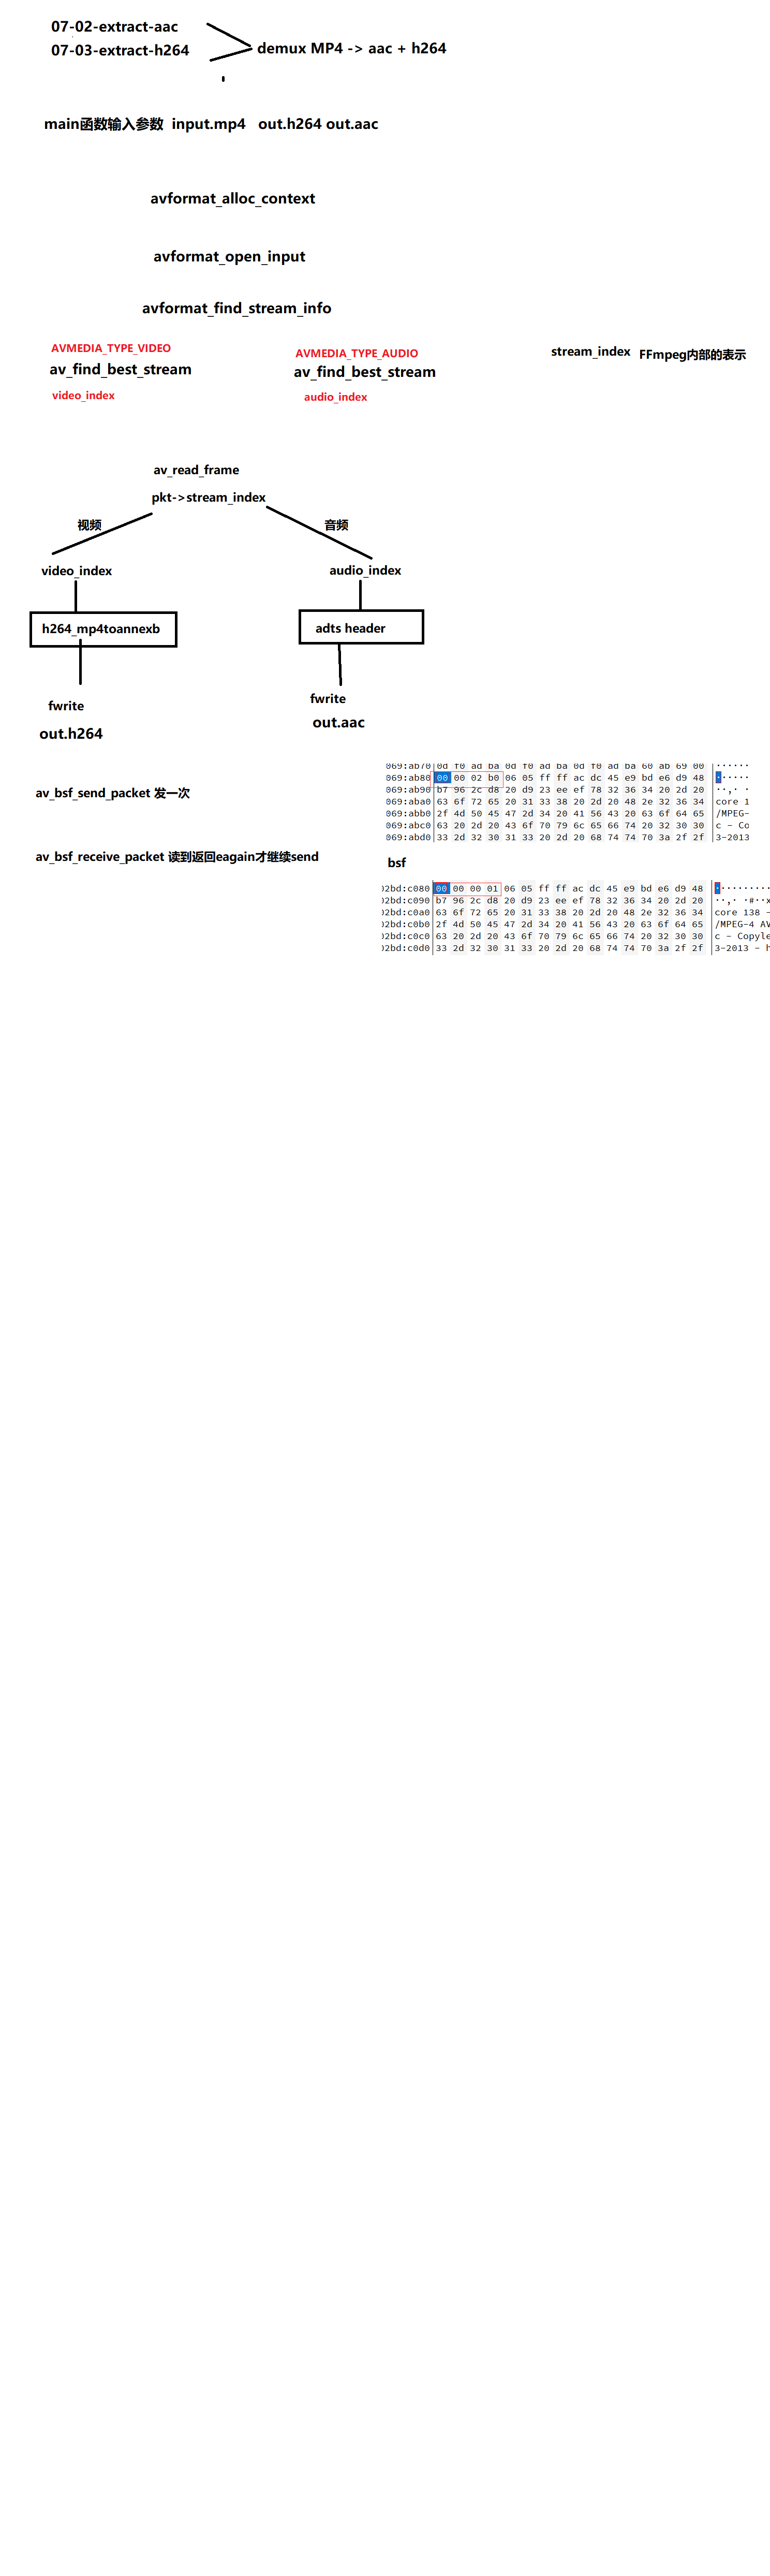 07-02-extract-aac
07-03-extract-h264
demux MP4 -> aac + h264
main函数输入参数  input.mp4   out.h264 out.aac
avformat_alloc_context
avformat_open_input
avformat_find_stream_info
AVMEDIA_TYPE_VIDEO
av_find_best_stream
video_index
AVMEDIA_TYPE_AUDIO
av_find_best_stream
audio_index
stream_index  FFmpeg内部的表示
av_read_frame
pkt->stream_index
视频
音频
video_index
audio_index
h264_mp4toannexb
adts header
fwrite
out.h264
fwrite
out.aac
069:ab70 0d f0 ad ba 0d f0 ad ba 0d f0 ad ba 60 ab 69 00 ······
069:ab80 00 00 02 b0 06 05 ff ff ac dc 45 e9 bd e6 d9 48 ······
069:ab90 b7 96 2c d8 20 d9 23 ee ef 78 32 36 34 20 2d 20 ··,· ·
069:aba0 63 6f 72 65 20 31 33 38 20 2d 20 48 2e 32 36 34 core 1
069:abb0 2f 4d 50 45 47 2d 34 20 41 56 43 20 63 6f 64 65 /MPEG-
069:abc0 63 20 2d 20 43 6f 70 79 6c 65 66 74 20 32 30 30 c - Co
069:abd0 33 2d 32 30 31 33 20 2d 20 68 74 74 70 3a 2f 2f 3-2013
av_bsf_send_packet 发一次
av_bsf_receive_packet 读到返回eagain才继续send
bsf
02bd:c080 00 00 00 01 06 05 ff ff ac dc 45 e9 bd e6 d9 48 ··········
02bd:c090 b7 96 2c d8 20 d9 23 ee ef 78 32 36 34 20 2d 20 ··,· ·#··x
02bd:c0a0 63 6f 72 65 20 31 33 38 20 2d 20 48 2e 32 36 34 core 138 -
02bd:c0b0 2f 4d 50 45 47 2d 34 20 41 56 43 20 63 6f 64 65 /MPEG-4 AV
02bd:c0c0 63 20 2d 20 43 6f 70 79 6c 65 66 74 20 32 30 30 c - Copyle
02bd:c0d0 33 2d 32 30 31 33 20 2d 20 68 74 74 70 3a 2f 2f 3-2013 - h